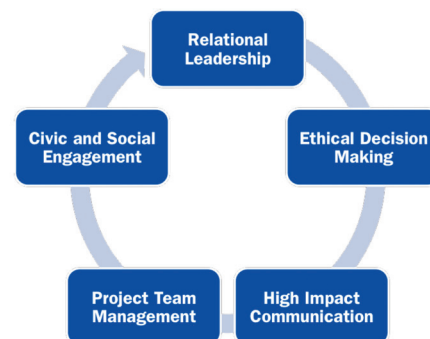 Relational
Leadership
Ethical Decision
Making
High Impact
Communication
Project Team
Management
Civic and Social
Engagement